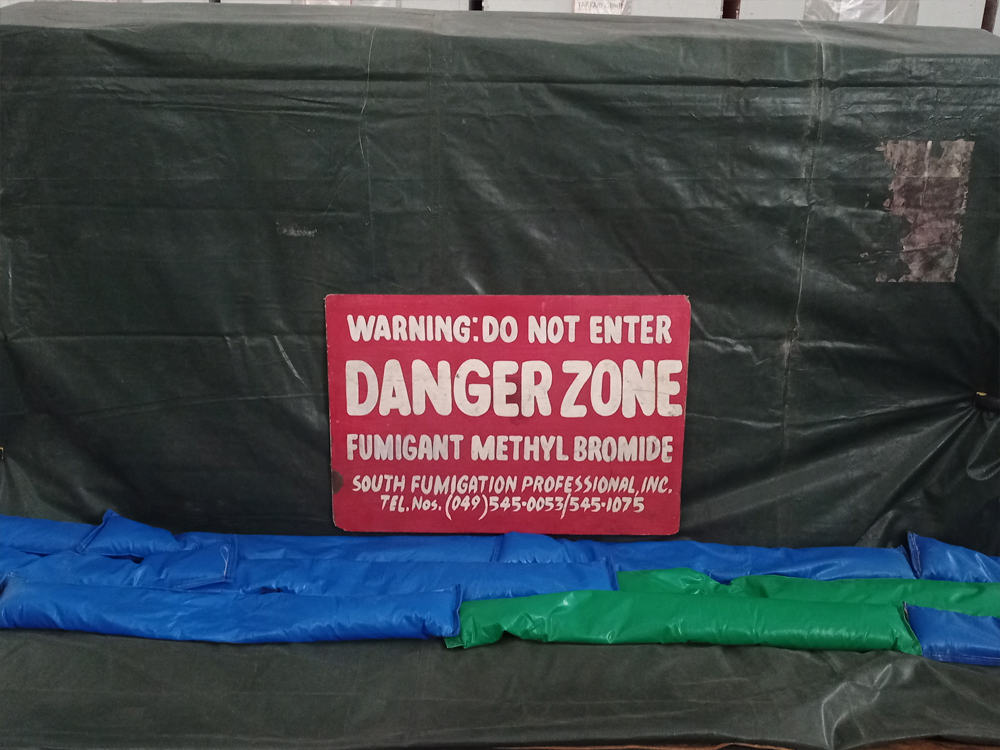 WARNING: DO NOT ENTER
DANGER ZONE
FUMIGANT METHYL BROMIDE
SOUTH FUMIGATION PROFESSIONAL, INC.
TEL. Nos. (049) 545-0053/545-1075